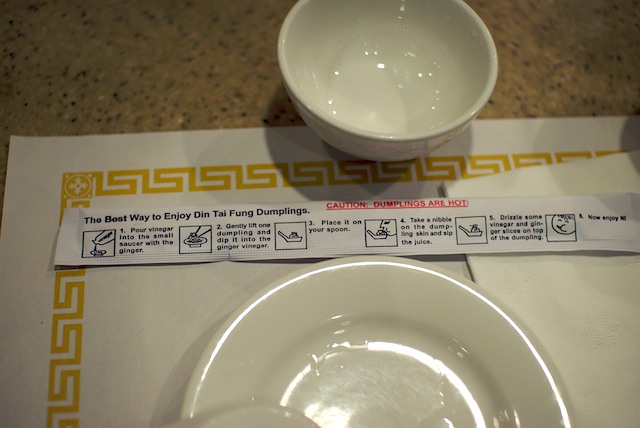 CAUTION: DUMPLINGS ARE HOT!
The Best Way to Enjoy Din Tai Fung Dumplings.
1. Pour vinegar
into the small
saucer with the
ginger.
2. Gently lift one
dumpling and
dip it into the
ginger vinegar.
3. Place it on
your spoon.
4. Take a nibble
on the dump-
ling skin and sip
the juice.
5. Drizzle some
vinegar and gin-
ger slices on top
of the dumpling.
6. Now enjoy it!